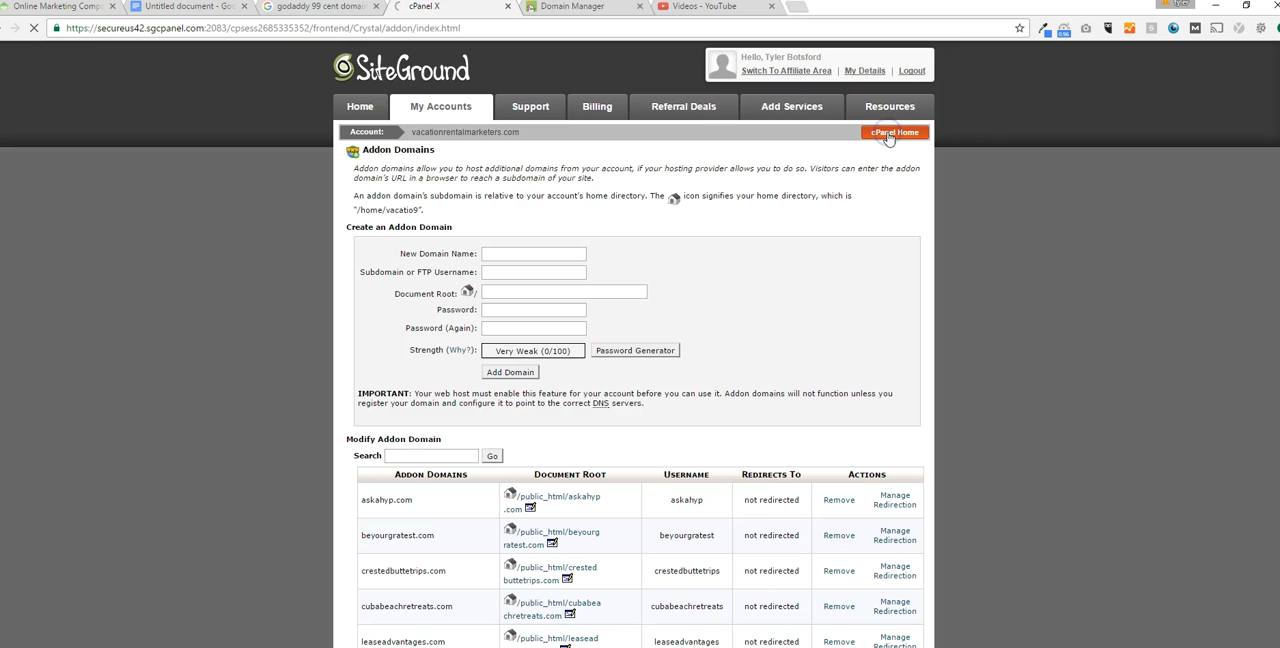 Online Marketing Compo
Untitled document - Goo
godaddy 99 cent domain
cPanel X
Domain Manager
Videos - YouTube
Tyler
https://secureus42.sgcpanel.com:2083/cpsess2685335352/frontend/Crystal/addon/index.html
0.96
SiteGround
Hello, Tyler Botsford
Switch To Affiliate Area | My Details | Logout
Home My Accounts Support Billing Referral Deals Add Services Resources
Account: vacationrentalmarketers.com cPanel Home
Addon Domains
Addon domains allow you to host additional domains from your account, if your hosting provider allows you to do so. Visitors can enter the addon
domain's URL in a browser to reach a subdomain of your site.
An addon domain's subdomain is relative to your account's home directory. The icon signifies your home directory, which is
"/home/vacatio9".
Create an Addon Domain
New Domain Name:
Subdomain or FTP Username:
Document Root: /
Password:
Password (Again):
Strength (Why?): Very Weak (0/100) Password Generator
Add Domain
IMPORTANT: Your web host must enable this feature for your account before you can use it. Addon domains will not function unless you
register your domain and configure it to point to the correct DNS servers.
Modify Addon Domain
Search Go
Addon Domains Document Root Username Redirects To Actions
askahyp.com /public_html/askahyp
.com askahyp not redirected Remove Manage
Redirection
beyourgratest.com /public_html/beyourg
ratest.com beyourgratest not redirected Remove Manage
Redirection
crestedbuttetrips.com /public_html/crested
buttetrips.com crestedbuttetrips not redirected Remove Manage
Redirection
cubabeachretreats.com /public_html/cubabea
chretreats.com cubabeachretreats not redirected Remove Manage
Redirection
leaseadvantages.com /public_html/leasead leaseadvantages not redirected Remove Manage
Redirection